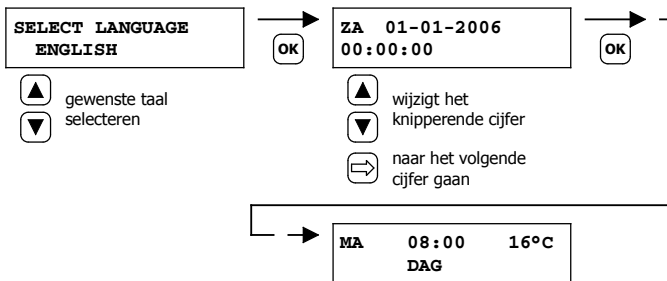 SELECT LANGUAGE
ENGLISH
OK
ZA 01-01-2006
00:00:00
OK
gewenste taal
selecteren
wijzigt het
knipperende cijfer
naar het volgende
cijfer gaan
MA 08:00 16°C
DAG